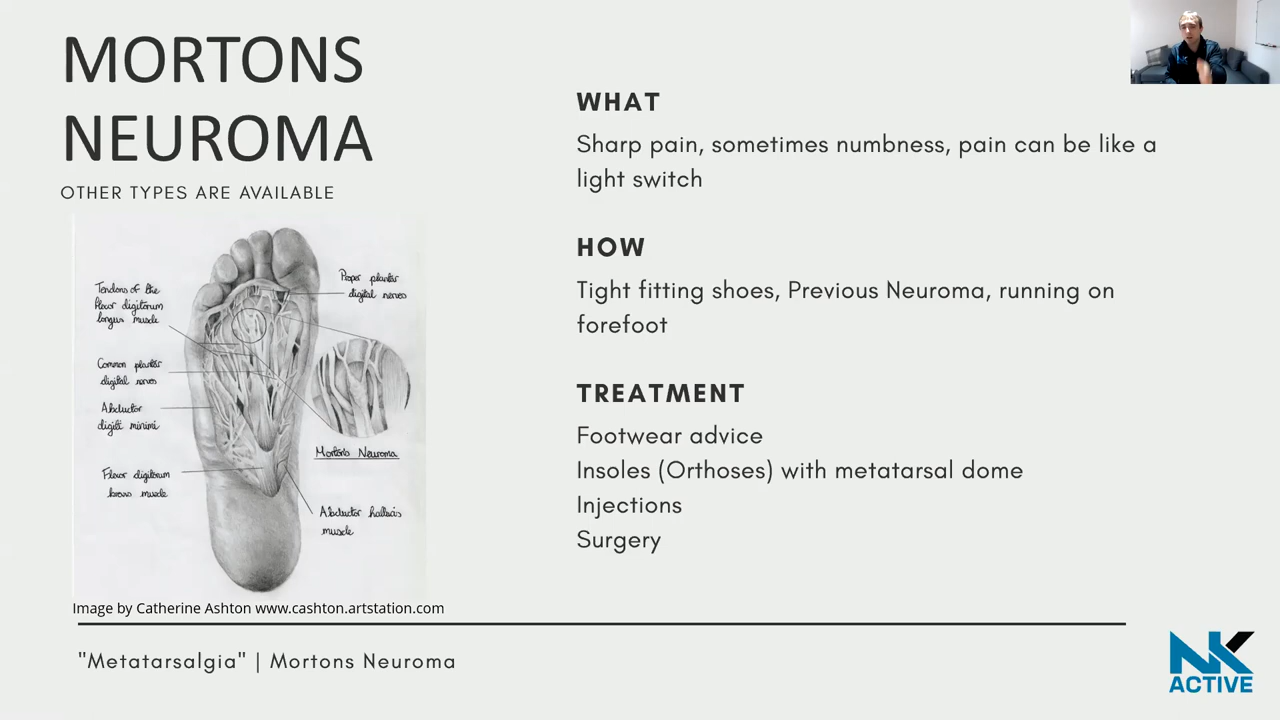 MORTONS
NEUROMA
OTHER TYPES ARE AVAILABLE
Tendons of the
flexor digitorum
longus muscle
Common plantar
digital nerves
Abductor
digiti minimi
Flexor digitorum
brevis muscle
Proper plantar
digital nerves
Mortons Neuroma
Abductor hallucis
muscle
Image by Catherine Ashton www.cashton.artstation.com
WHAT
Sharp pain, sometimes numbness, pain can be like a
light switch
HOW
Tight fitting shoes, Previous Neuroma, running on
forefoot
TREATMENT
Footwear advice
Insoles (Orthoses) with metatarsal dome
Injections
Surgery
"Metatarsalgia" | Mortons Neuroma
NK
ACTIVE